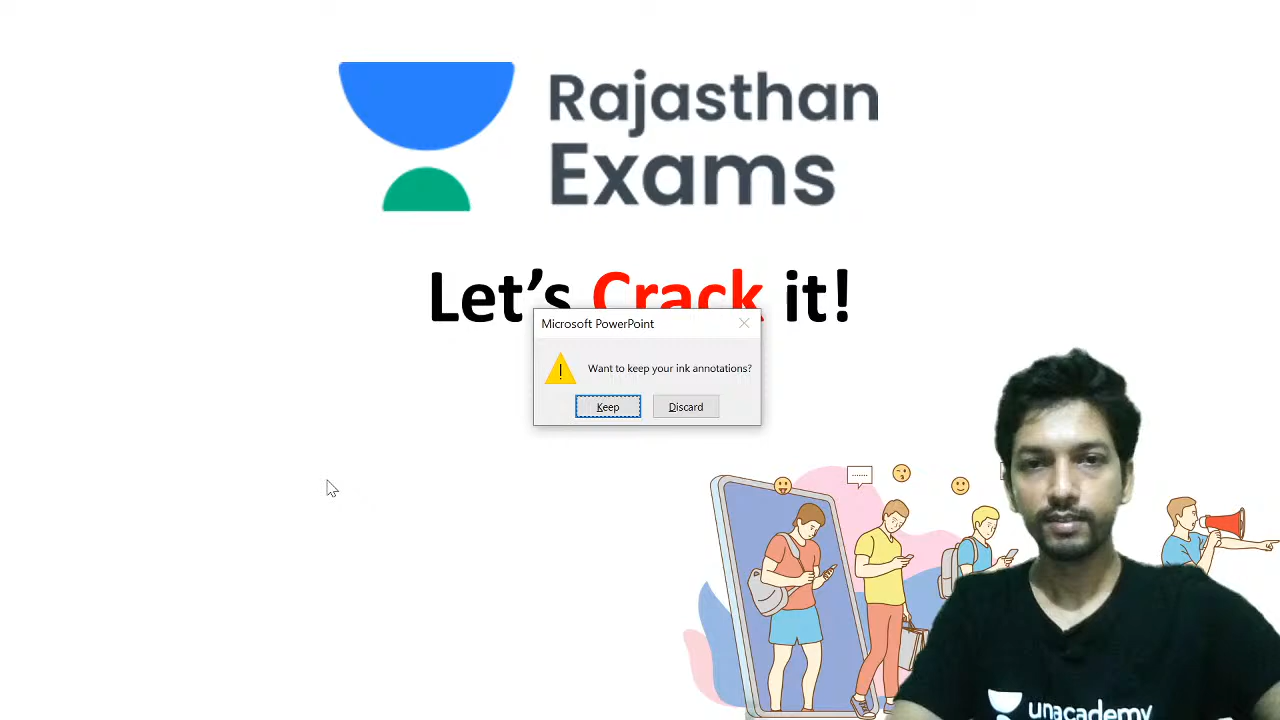 Rajasthan
Exams
Let's Crack it!
Microsoft PowerPoint
Want to keep your ink annotations?
Keep
Discard
unacademy